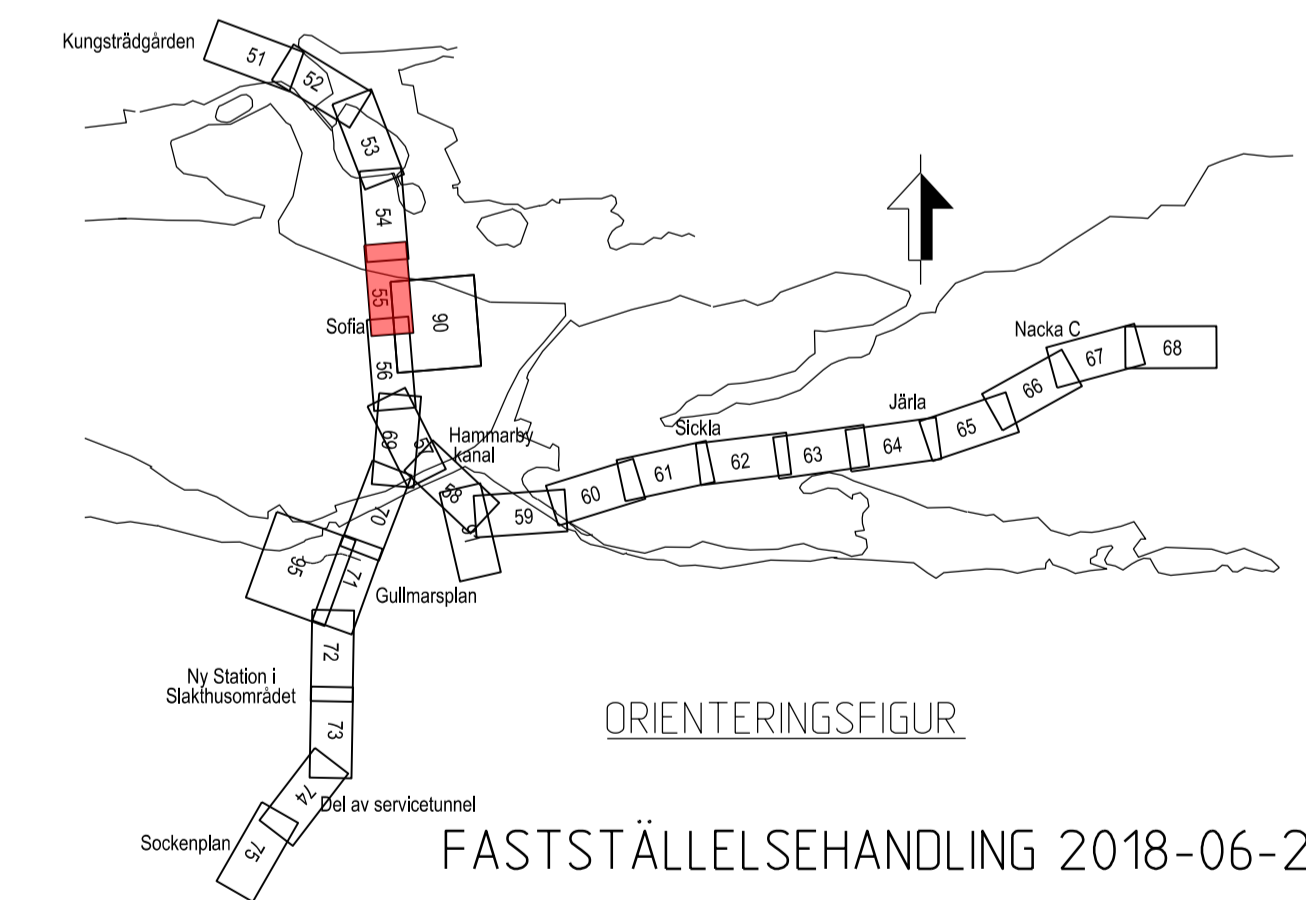 Kungsträdgården
51
52
53
54
55
90
Sofia
56
69
57
Hammarby
kanal
58
59
60
61
Sickla
62
63
64
Järla
65
66
Nacka C
67
68
70
95
71
Gullmarsplan
72
Ny Station i
Slakthusområdet
73
74
Del av servicetunnel
Sockenplan
75
ORIENTERINGSFIGUR
FASTSTÄLLELSEHANDLING 2018-06-2